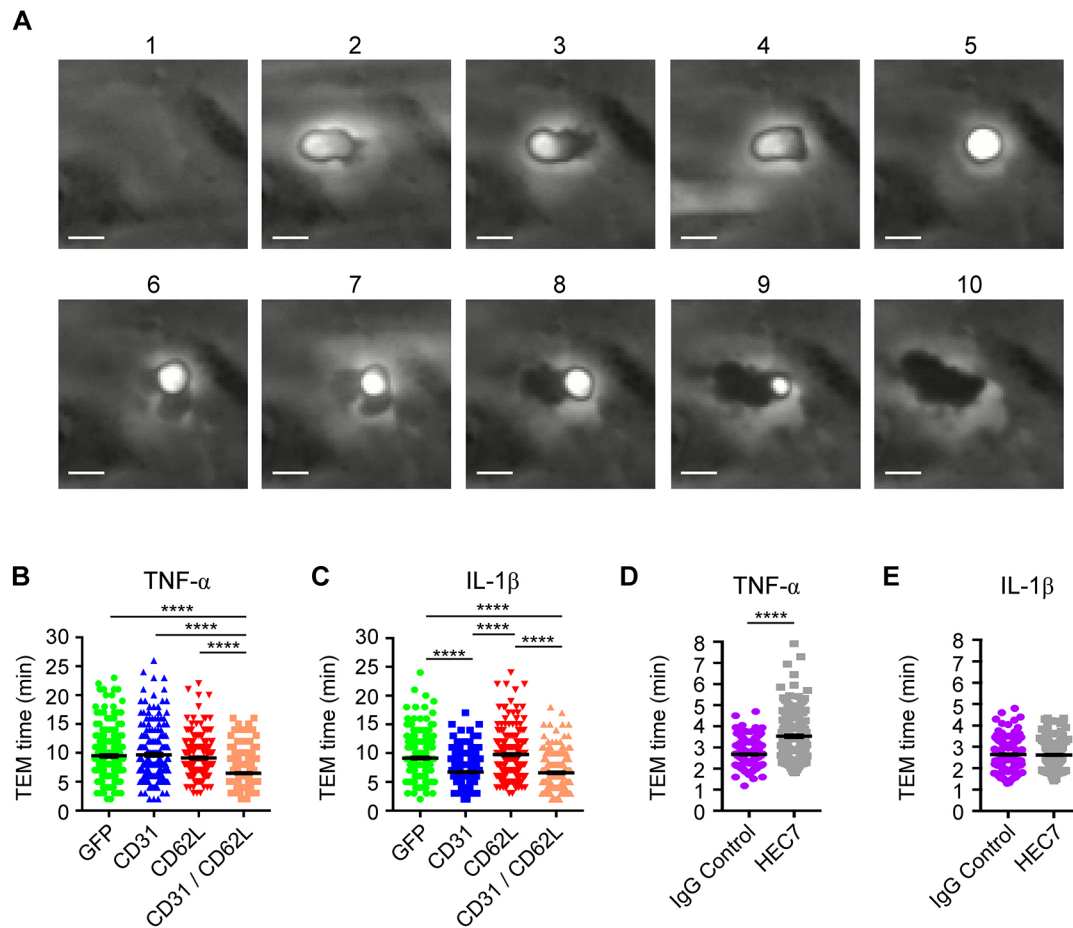 A
1 2 3 4 5
6 7 8 9 10
B
TNF-α
****
****
****
TEM time (min)
30
25
20
15
10
5
0
GFP
CD31
CD62L
CD31 / CD62L
C
IL-1β
****
**** ****
****
TEM time (min)
30
25
20
15
10
5
0
GFP
CD31
CD62L
CD31 / CD62L
D
TNF-α
****
TEM time (min)
8
7
6
5
4
3
2
1
0
IgG Control
HEC7
E
IL-1β
TEM time (min)
8
7
6
5
4
3
2
1
0
IgG Control
HEC7